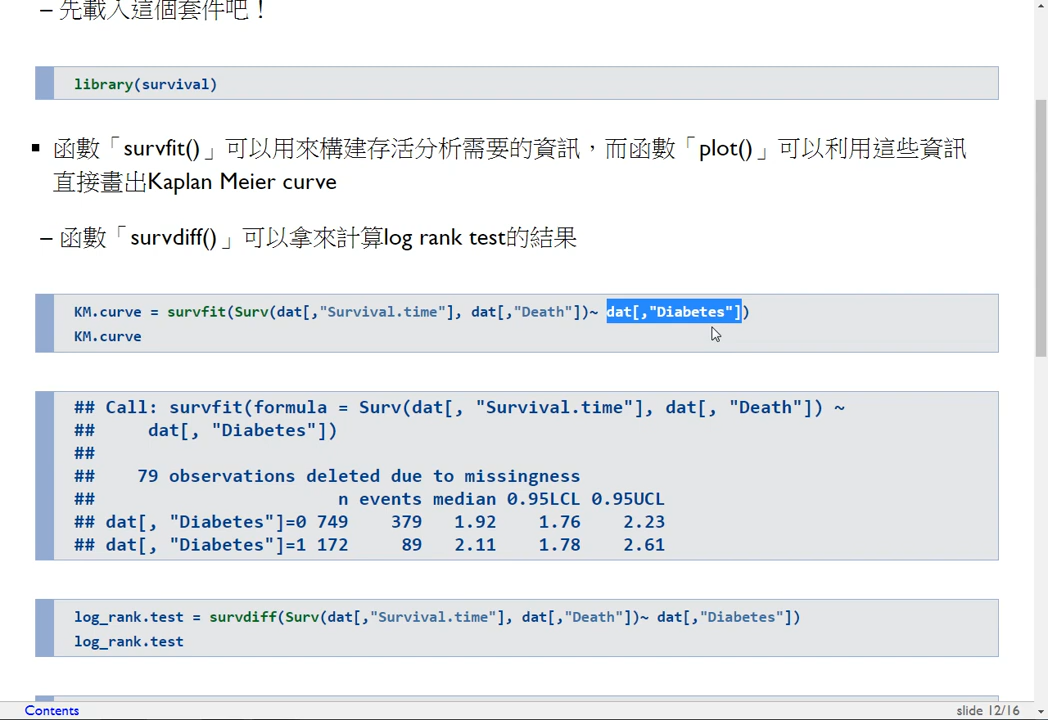 – 先載入這個套件吧！
library(survival)
▪ 函數「survfit()」可以用來構建存活分析需要的資訊，而函數「plot()」可以利用這些資訊
直接畫出Kaplan Meier curve
– 函數「survdiff()」可以拿來計算log rank test的結果
KM.curve = survfit(Surv(dat[,"Survival.time"], dat[,"Death"])~ dat[,"Diabetes"])
KM.curve
## Call: survfit(formula = Surv(dat[, "Survival.time"], dat[, "Death"]) ~
##     dat[, "Diabetes"])
##
##    79 observations deleted due to missingness
##                       n events median 0.95LCL 0.95UCL
## dat[, "Diabetes"]=0 749    379   1.92    1.76    2.23
## dat[, "Diabetes"]=1 172     89   2.11    1.78    2.61
log_rank.test = survdiff(Surv(dat[,"Survival.time"], dat[,"Death"])~ dat[,"Diabetes"])
log_rank.test
Contents
slide 12/16